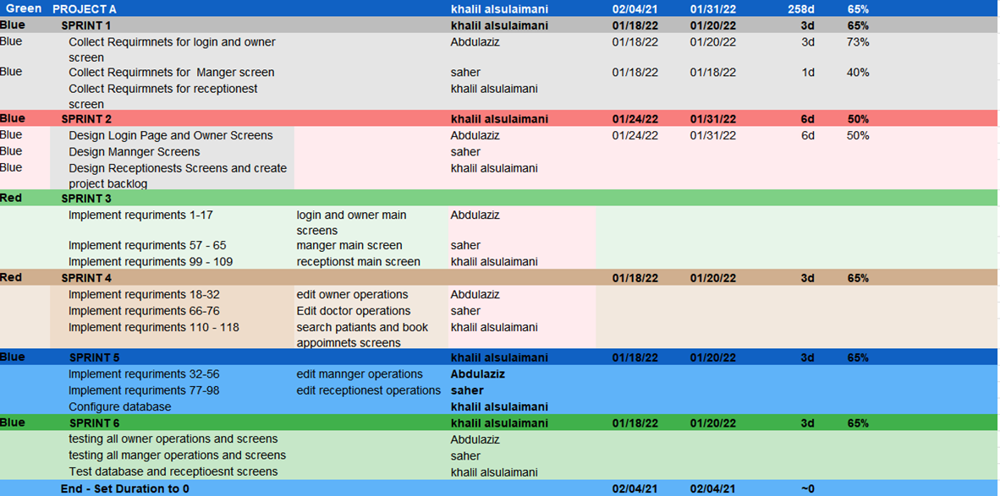 Green PROJECT A khalil alsulaimani 02/04/21 01/31/22 258d 65%
Blue SPRINT 1 khalil alsulaimani 01/18/22 01/20/22 3d 65%
Blue Collect Requirmnets for login and owner Abdulaziz 01/18/22 01/20/22 3d 73%
screen
Blue Collect Requirmnets for Manger screen saher 01/18/22 01/18/22 1d 40%
Collect Requirmnets for receptionest khalil alsulaimani
screen
Blue SPRINT 2 khalil alsulaimani 01/24/22 01/31/22 6d 50%
Blue Design Login Page and Owner Screens Abdulaziz 01/24/22 01/31/22 6d 50%
Blue Design Mannger Screens saher
Blue Design Receptionests Screens and create khalil alsulaimani
project backlog
Red SPRINT 3
Implement requriments 1-17 login and owner main Abdulaziz
screens
Implement requriments 57 - 65 manger main screen saher
Implement requriments 99 - 109 receptionst main screen khalil alsulaimani
Red SPRINT 4 01/18/22 01/20/22 3d 65%
Implement requriments 18-32 edit owner operations Abdulaziz
Implement requriments 66-76 Edit doctor operations saher
Implement requriments 110 - 118 search patiants and book khalil alsulaimani
appoimnets screens
Blue SPRINT 5 khalil alsulaimani 01/18/22 01/20/22 3d 65%
Implement requriments 32-56 edit mannger operations Abdulaziz
Implement requriments 77-98 edit receptionest operations saher
Configure database khalil alsulaimani
Blue SPRINT 6 khalil alsulaimani 01/18/22 01/20/22 3d 65%
testing all owner operations and screens Abdulaziz
testing all manger operations and screens saher
Test database and receptioesnt screens khalil alsulaimani
End - Set Duration to 0 02/04/21 02/04/21 ~0